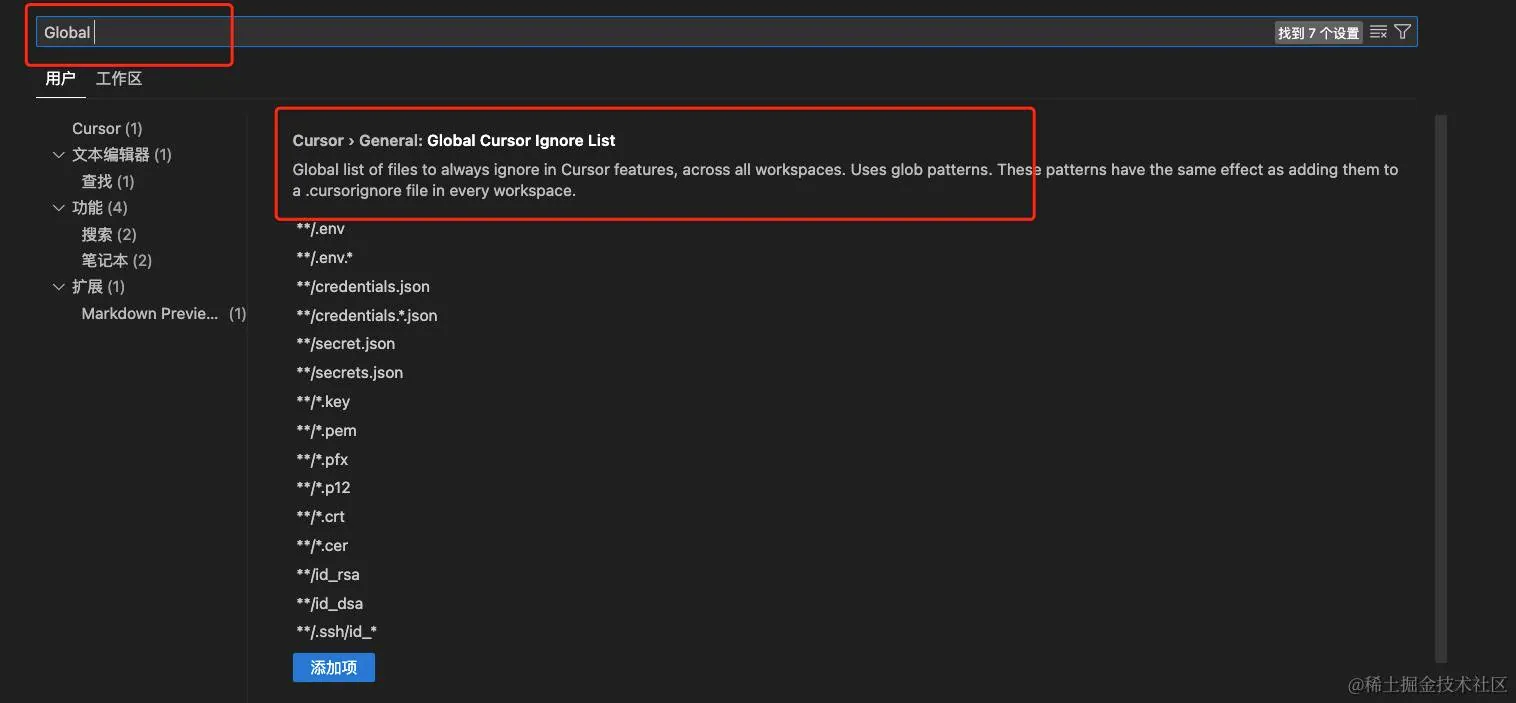 Global
找到 7 个设置
用户 工作区
Cursor (1)
文本编辑器 (1)
查找 (1)
功能 (4)
搜索 (2)
笔记本 (2)
扩展 (1)
Markdown Previe... (1)
Cursor › General: Global Cursor Ignore List
Global list of files to always ignore in Cursor features, across all workspaces. Uses glob patterns. These patterns have the same effect as adding them to
a .cursorignore file in every workspace.
**/.env
**/.env.*
**/credentials.json
**/credentials.*.json
**/secret.json
**/secrets.json
**/*.key
**/*.pem
**/*.pfx
**/*.p12
**/*.crt
**/*.cer
**/id_rsa
**/id_dsa
**/.ssh/id_*
添加项
@稀土掘金技术社区